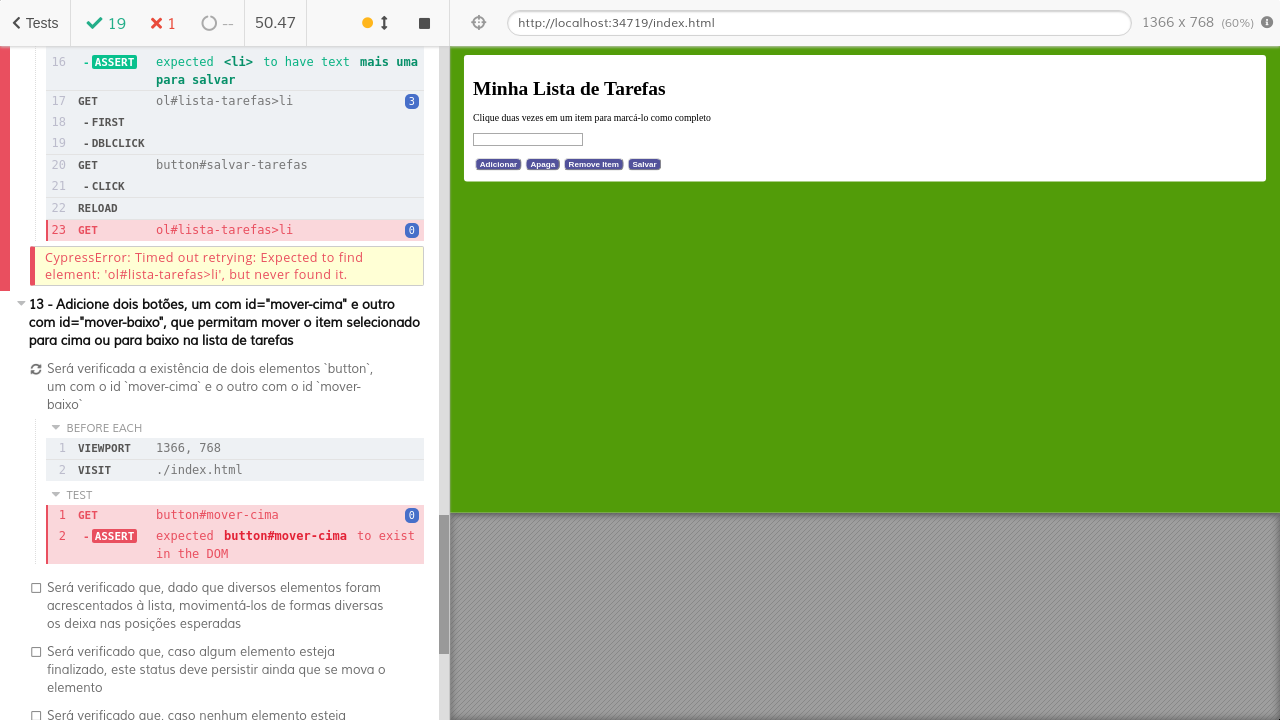 Tests 19 1 -- 50.47
http://localhost:34719/index.html 1366 x 768 (60%)
16 - ASSERT expected <li> to have text mais uma
para salvar
17 GET ol#lista-tarefas>li 3
18 - FIRST
19 - DBLCLICK
20 GET button#salvar-tarefas
21 - CLICK
22 RELOAD
23 GET ol#lista-tarefas>li 0
CypressError: Timed out retrying: Expected to find
element: 'ol#lista-tarefas>li', but never found it.
13 - Adicione dois botões, um com id="mover-cima" e outro
com id="mover-baixo", que permitam mover o item selecionado
para cima ou para baixo na lista de tarefas
Será verificada a existência de dois elementos `button`,
um com o id `mover-cima` e o outro com o id `mover-
baixo`
BEFORE EACH
1 VIEWPORT 1366, 768
2 VISIT ./index.html
TEST
1 GET button#mover-cima 0
2 - ASSERT expected button#mover-cima to exist
in the DOM
Será verificado que, dado que diversos elementos foram
acrescentados à lista, movimentá-los de formas diversas
os deixa nas posições esperadas
Será verificado que, caso algum elemento esteja
finalizado, este status deve persistir ainda que se mova o
elemento
Será verificado que, caso nenhum elemento esteja
Minha Lista de Tarefas
Clique duas vezes em um item para marcá-lo como completo
Adicionar Apaga Remove Item Salvar